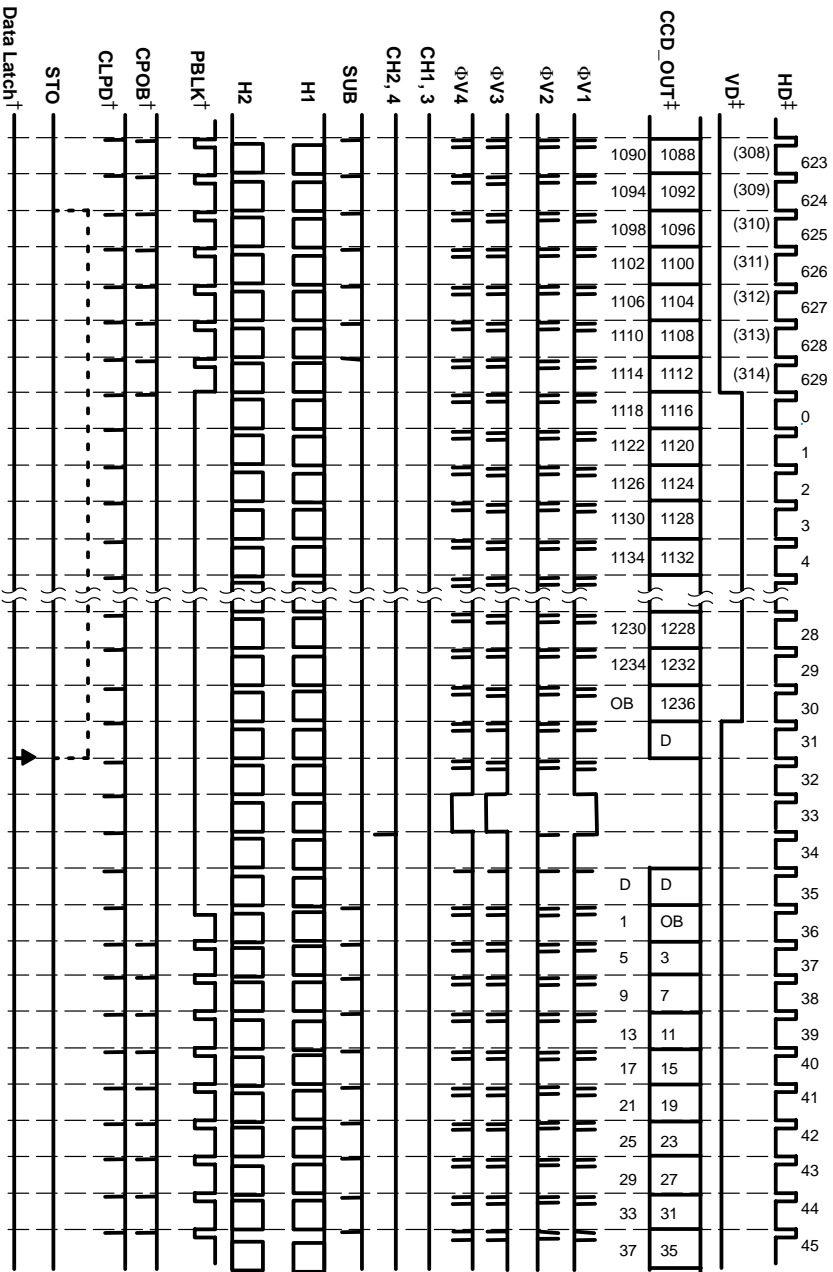 Data Latch†
STO
CLPD†
CPOB†
PBLK†
H2
H1
SUB
CH2, 4
CH1, 3
ΦV4
ΦV3
ΦV2
ΦV1
CCD_OUT‡
VD‡
HD‡
1090 1088 (308) 623
1094 1092 (309) 624
1098 1096 (310) 625
1102 1100 (311) 626
1106 1104 (312) 627
1110 1108 (313) 628
1114 1112 (314) 629
1118 1116 0
1122 1120 1
1126 1124 2
1130 1128 3
1134 1132 4
1230 1228 28
1234 1232 29
OB 1236 30
D 31
32
33
34
D D 35
1 OB 36
5 3 37
9 7 38
13 11 39
17 15 40
21 19 41
25 23 42
29 27 43
33 31 44
37 35 45